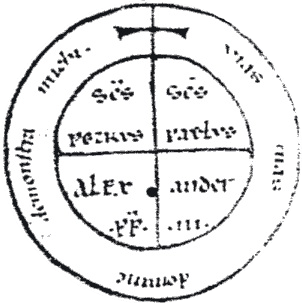 vias tuas domine demonstra michi.
scs scs
petrus paulus
alex ander
.pp. .iii.